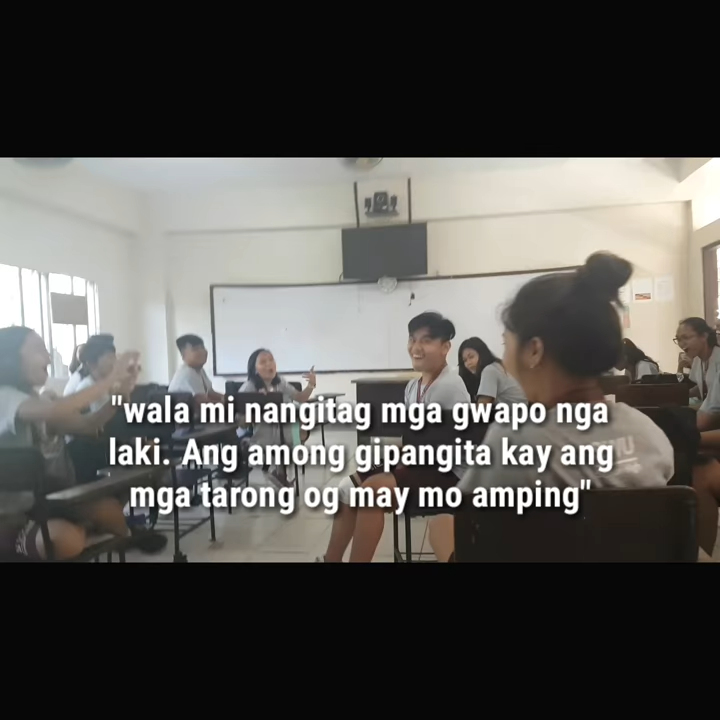 "wala mi nangitag mga gwapo nga
laki. Ang among gipangita kay ang
mga tarong og may mo amping"